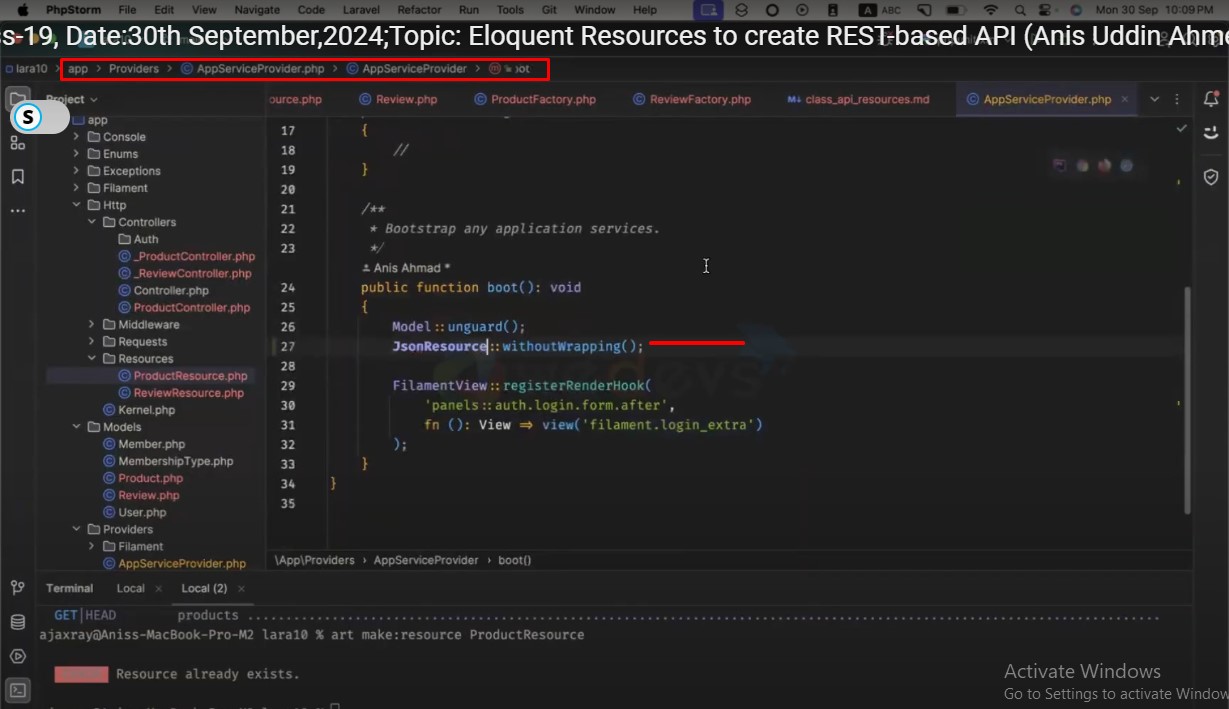 PhpStorm File Edit View Navigate Code Laravel Refactor Run Tools Git Window Help A ABC Mon 30 Sep 10:09 PM
s-19, Date:30th September,2024;Topic: Eloquent Resources to create REST-based API (Anis Uddin Ahm
lara10 > app > Providers > AppServiceProvider.php > AppServiceProvider >
Project
ource.php Review.php ProductFactory.php ReviewFactory.php class_api_resources.md AppServiceProvider.php
S
app
Console
Enums
Exceptions
Filament
Http
Controllers
Auth
_ProductController.php
_ReviewController.php
Controller.php
ProductController.php
Middleware
Requests
Resources
ProductResource.php
ReviewResource.php
Kernel.php
Models
Member.php
MembershipType.php
Product.php
Review.php
User.php
Providers
Filament
AppServiceProvider.php
17 {
18 //
19 }
20
21 /**
22 * Bootstrap any application services.
23 */
Anis Ahmad *
24 public function boot(): void
25 {
26 Model::unguard();
27 JsonResource::withoutWrapping();
28
29 FilamentView::registerRenderHook(
30 'panels::auth.login.form.after',
31 fn (): View => view('filament.login_extra')
32 );
33 }
34 }
35
\App\Providers > AppServiceProvider > boot()
Terminal Local × Local (2) ×
GET|HEAD products
ajaxray@Aniss-MacBook-Pro-M2 lara10 % art make:resource ProductResource
Resource already exists.
Activate Windows
Go to Settings to activate Window